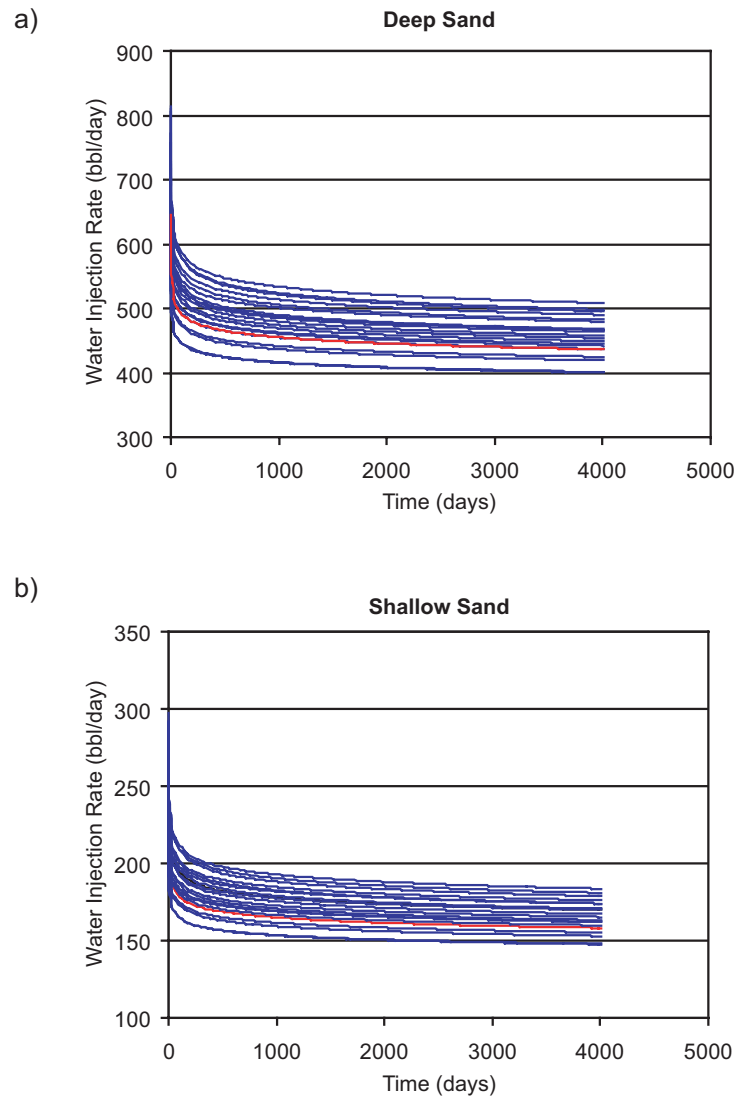 a)
Deep Sand
Water Injection Rate (bbl/day)
900
800
700
600
500
400
300
0 1000 2000 3000 4000 5000
Time (days)
b)
Shallow Sand
Water Injection Rate (bbl/day)
350
300
250
200
150
100
0 1000 2000 3000 4000 5000
Time (days)